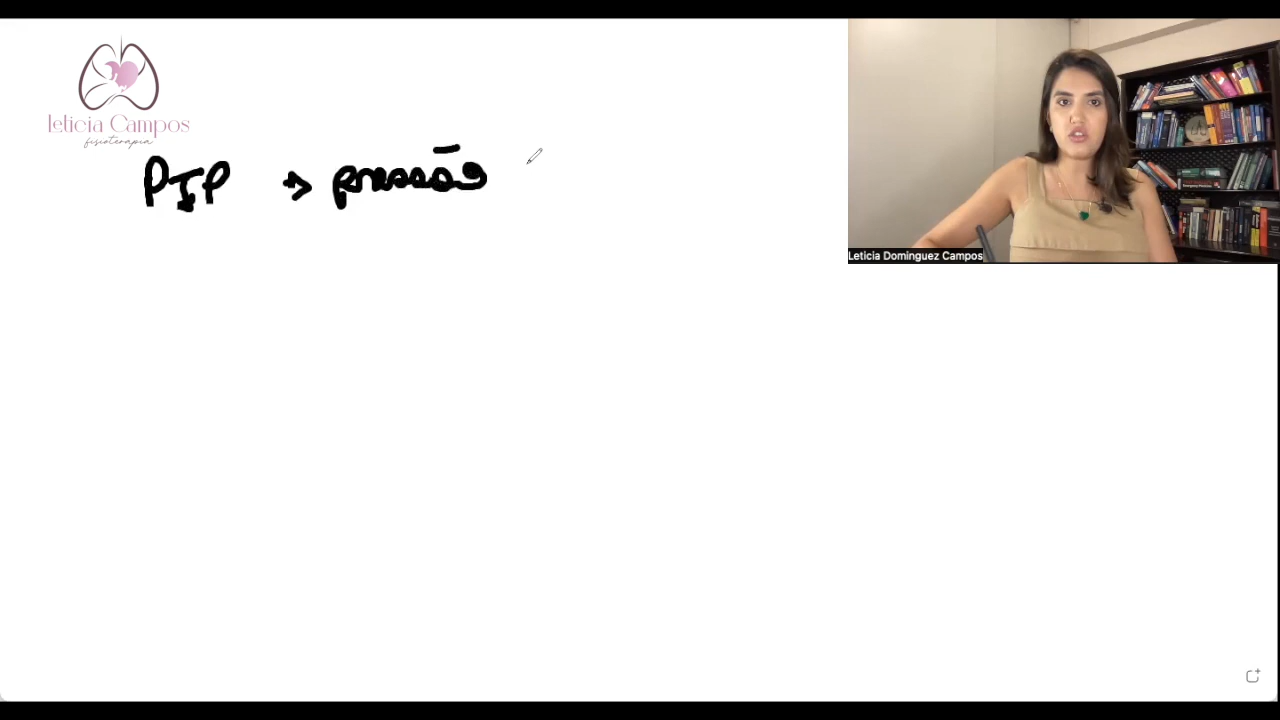 leticia Campos
fisioterapia
PIP → pressão
Leticia Dominguez Campos